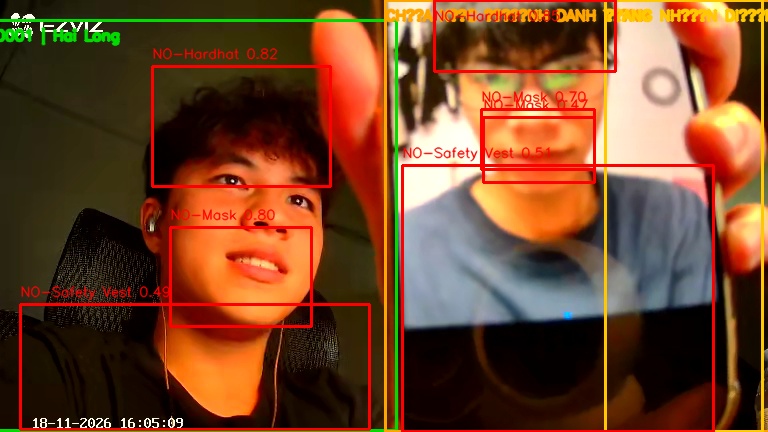 EZVIZ
Hai Long
NO-Hardhat 0.82
NO-Hardhat
NO-Mask 0.70
NO-Mask 0.47
NO-Safety Vest 0.51
NO-Mask 0.80
NO-Safety Vest 0.49
18-11-2026 16:05:09